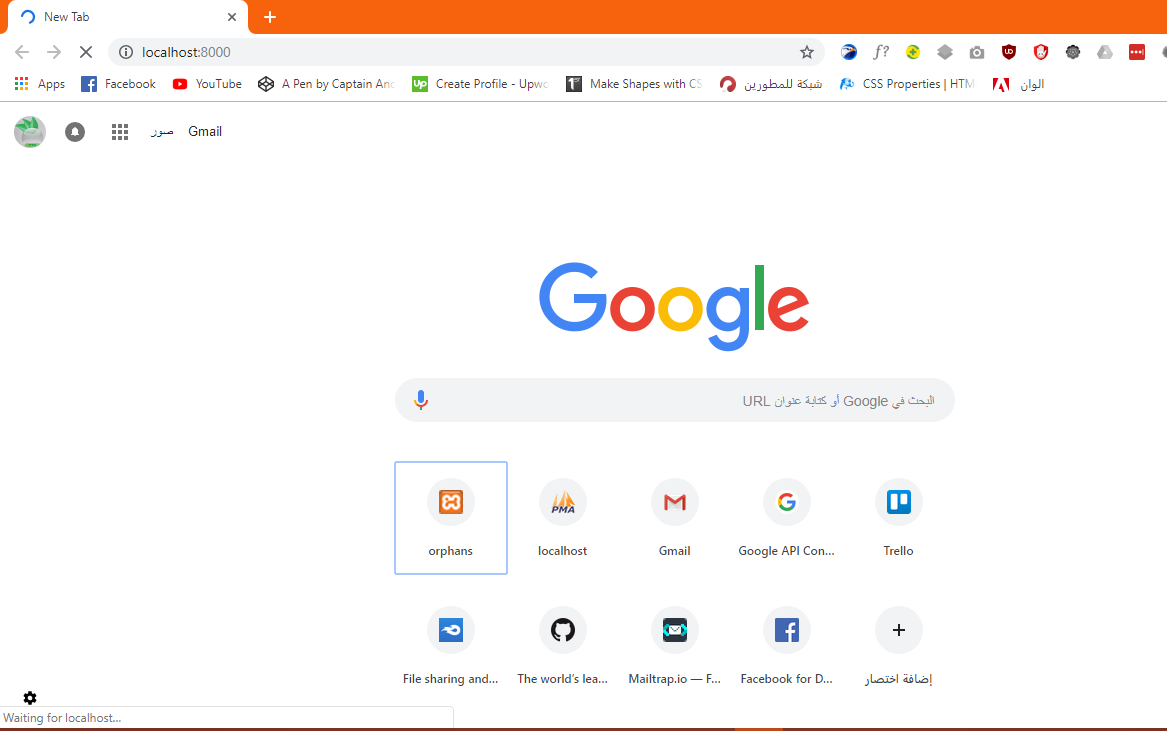 New Tab
localhost:8000
Apps
Facebook
YouTube
A Pen by Captain Anc
Create Profile - Upwo
Make Shapes with CS
شبكة للمطورين
CSS Properties | HTM
الوان
صور
Gmail
Google
البحث في Google أو كتابة عنوان URL
orphans
PMA
localhost
Gmail
Google API Con...
Trello
File sharing and...
The world's lea...
Mailtrap.io — F...
Facebook for D...
إضافة اختصار
Waiting for localhost...